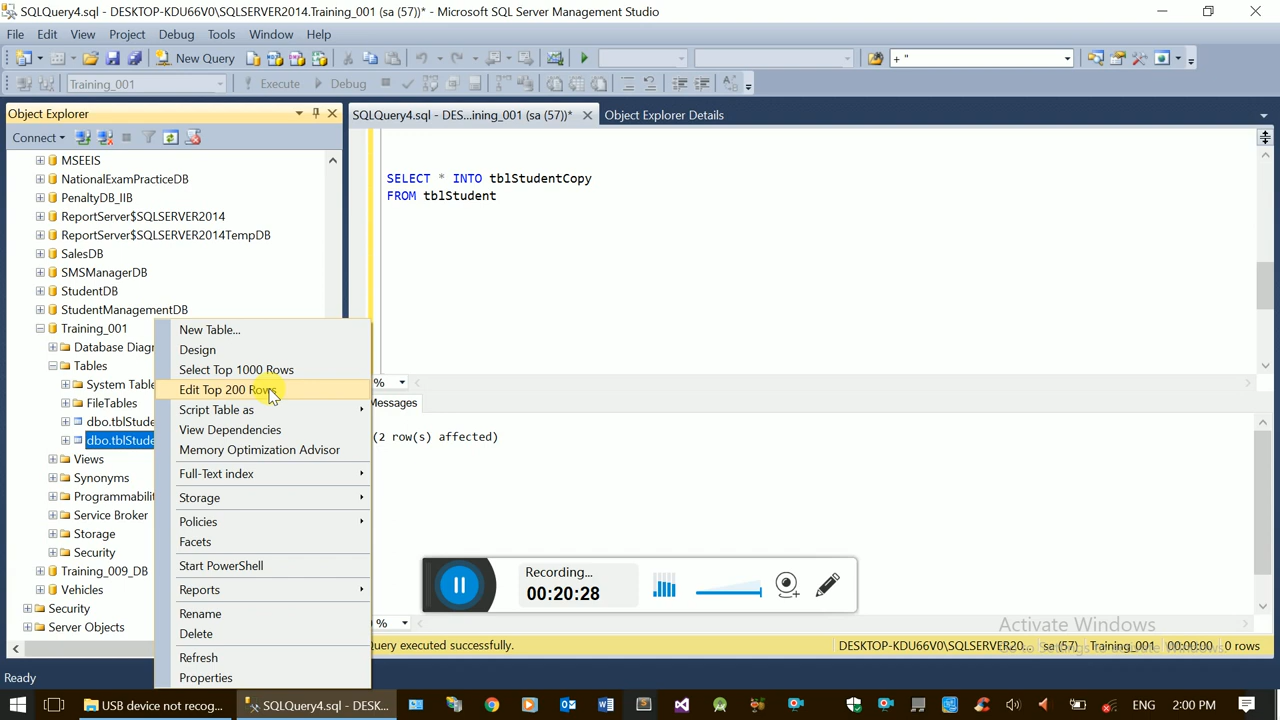 SQLQuery4.sql - DESKTOP-KDU66V0\SQLSERVER2014.Training_001 (sa (57))* - Microsoft SQL Server Management Studio
File Edit View Project Debug Tools Window Help
New Query + "
Training_001 Execute Debug
Object Explorer
SQLQuery4.sql - DES...ining_001 (sa (57))* Object Explorer Details
Connect
MSEEIS
NationalExamPracticeDB
PenaltyDB_IIB
ReportServer$SQLSERVER2014
ReportServer$SQLSERVER2014TempDB
SalesDB
SMSManagerDB
StudentDB
StudentManagementDB
Training_001
Database Diagr
Tables
System Table
FileTables
dbo.tblStude
dbo.tblStude
Views
Synonyms
Programmabilit
Service Broker
Storage
Security
Training_009_DB
Vehicles
Security
Server Objects
New Table...
Design
Select Top 1000 Rows
Edit Top 200 Rows
Script Table as
View Dependencies
Memory Optimization Advisor
Full-Text index
Storage
Policies
Facets
Start PowerShell
Reports
Rename
Delete
Refresh
Properties
SELECT * INTO tblStudentCopy
FROM tblStudent
%
Messages
(2 row(s) affected)
Recording...
00:20:28
%
Activate Windows
Query executed successfully. DESKTOP-KDU66V0\SQLSERVER20... sa (57) Training_001 00:00:00 0 rows
Ready
USB device not recog... SQLQuery4.sql - DESK... ENG 2:00 PM